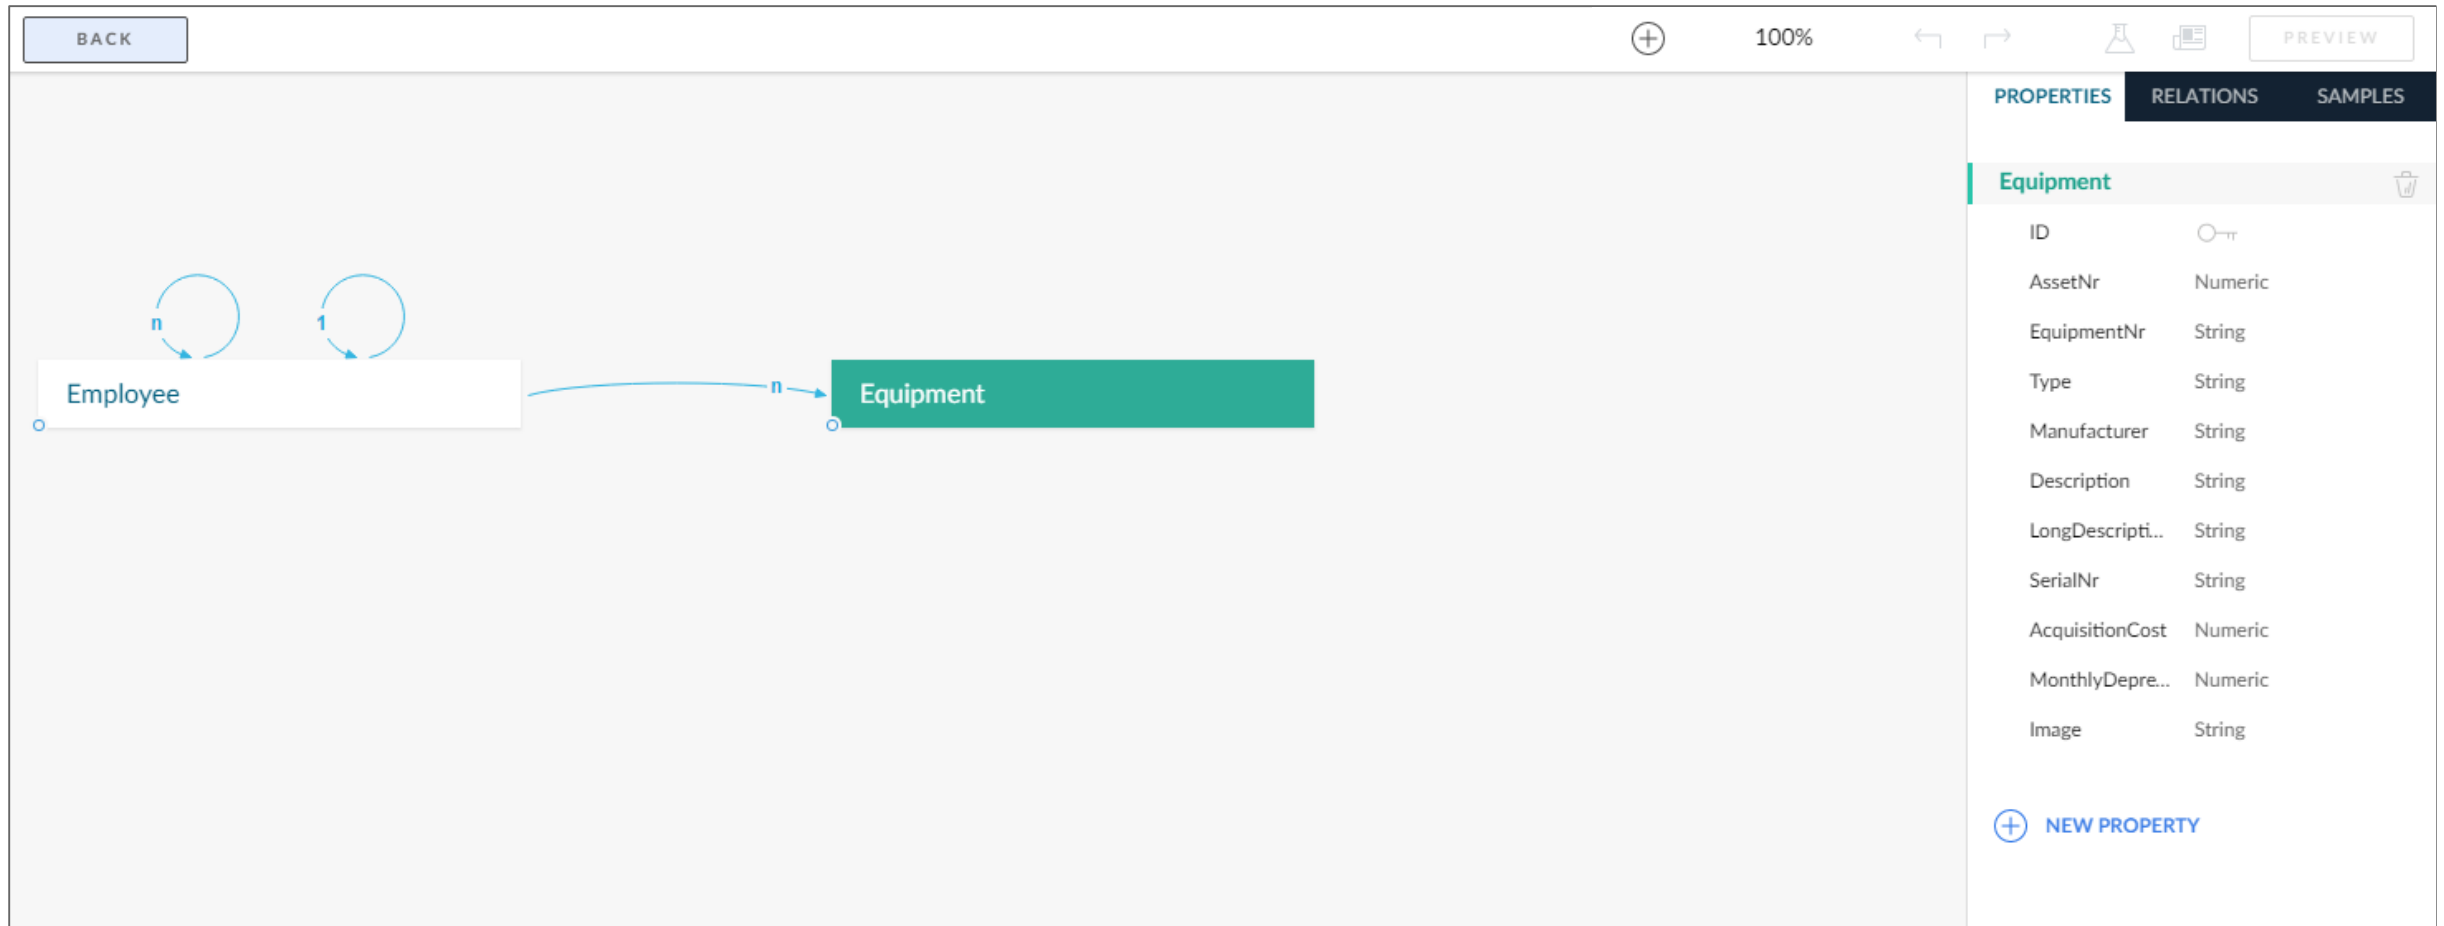 BACK
100%
PREVIEW
PROPERTIES RELATIONS SAMPLES
n
1
Employee
n
Equipment
Equipment
ID
AssetNr Numeric
EquipmentNr String
Type String
Manufacturer String
Description String
LongDescripti... String
SerialNr String
AcquisitionCost Numeric
MonthlyDepre... Numeric
Image String
NEW PROPERTY